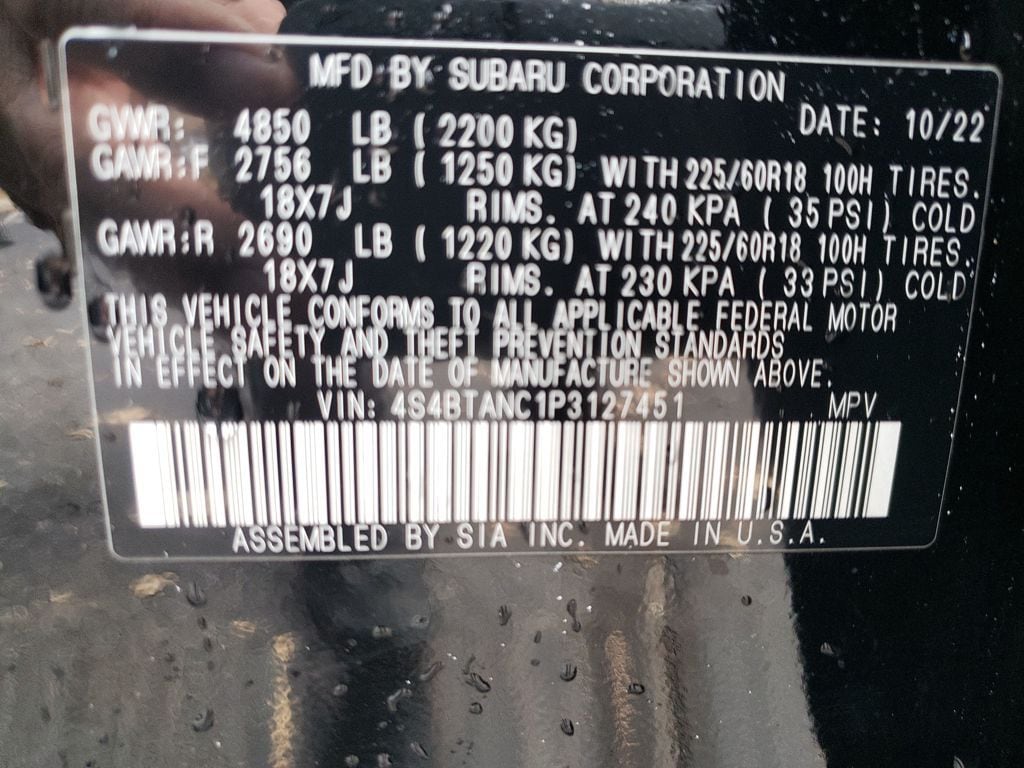 MFD BY SUBARU CORPORATION
GVWR: 4850 LB ( 2200 KG) DATE: 10/22
GAWR:F 2756 LB ( 1250 KG) WITH 225/60R18 100H TIRES.
18X7J RIMS. AT 240 KPA ( 35 PSI) COLD
GAWR:R 2690 LB ( 1220 KG) WITH 225/60R18 100H TIRES.
18X7J RIMS. AT 230 KPA ( 33 PSI) COLD
THIS VEHICLE CONFORMS TO ALL APPLICABLE FEDERAL MOTOR
VEHICLE SAFETY AND THEFT PREVENTION STANDARDS
IN EFFECT ON THE DATE OF MANUFACTURE SHOWN ABOVE.
VIN: 4S4BTANC1P3127451 MPV
ASSEMBLED BY SIA INC. MADE IN U.S.A.